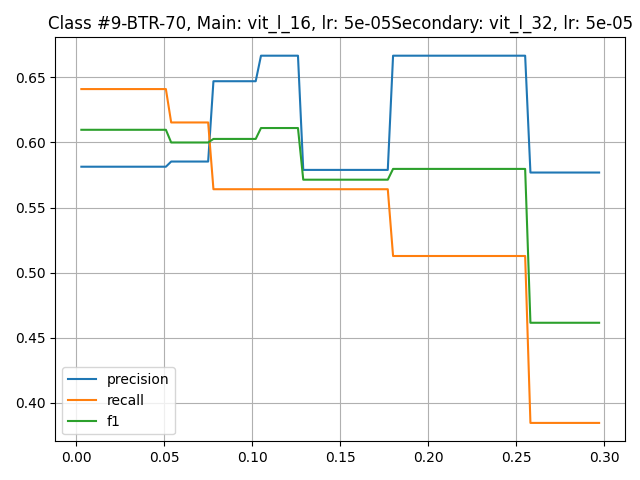 Class #9-BTR-70, Main: vit_l_16, lr: 5e-05Secondary: vit_l_32, lr: 5e-05
0.65
0.60
0.55
0.50
0.45
0.40
precision
recall
f1
0.00 0.05 0.10 0.15 0.20 0.25 0.30